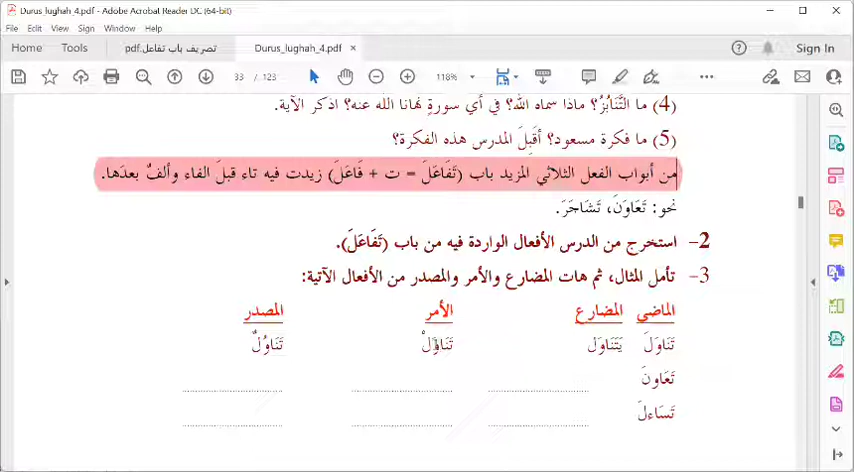 Durus_lughah_4.pdf - Adobe Acrobat Reader DC (64-bit)
File Edit View Sign Window Help
Home Tools تصريف باب تفاعل.pdf Durus_lughah_4.pdf × Sign In
33 / 123 118%
4) ما التَّنَابُزُ؟ ماذا سماه الله؟ في أي سورةٍ نهانا الله عنه؟ اذكر الآية.
5) ما فكرة مسعود؟ أقَبِلَ المدرس هذه الفكرة؟
من أبواب الفعل الثلاثي المزيد باب (تَفَاعَلَ = ت + فَاعَلَ) زيدت فيه تاء قبلَ الفاء وألفٌ بعدَها.
نحو: تَعَاوَنَ، تَشَاجَرَ.
2- استخرج من الدرس الأفعال الواردة فيه من باب (تَفَاعَلَ).
3- تأمل المثال، ثم هات المضارع والأمر والمصدر من الأفعال الآتية:
الماضي المضارع الأمر المصدر
تَنَاوَلَ يَتَنَاوَل تَنَاوَلْ تَنَاوُلٌ
تَعَاونَ
تَسَاءلَ